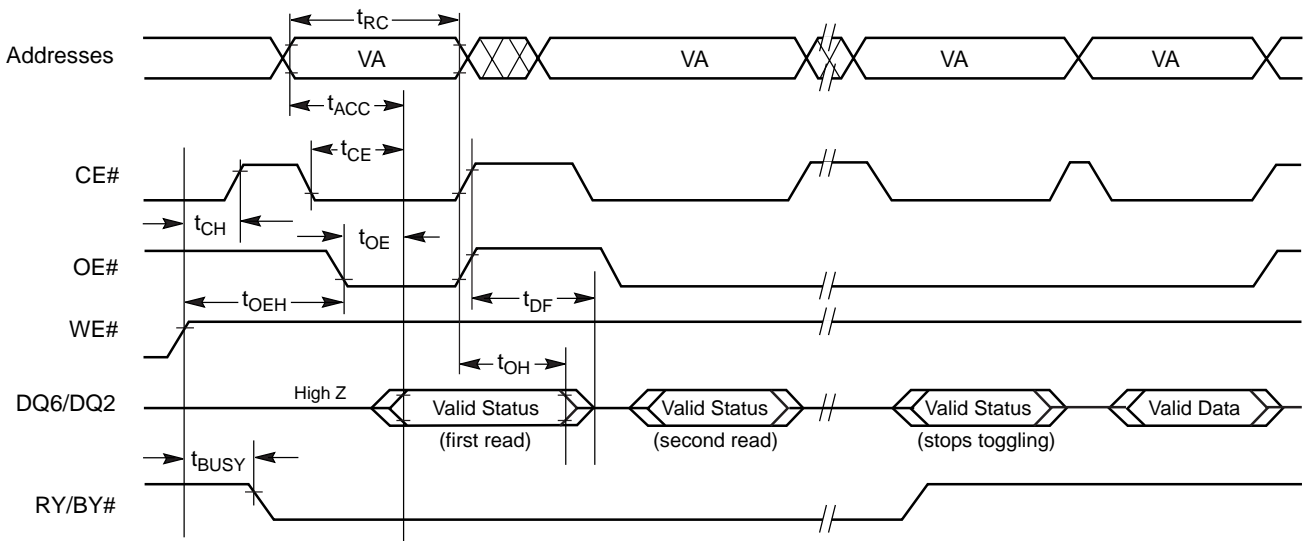 tRC
Addresses VA VA VA VA
tACC
tCE
CE#
tCH tOE
OE#
tOEH tDF
WE#
tOH
High Z
DQ6/DQ2 Valid Status Valid Status Valid Status Valid Data
(first read) (second read) (stops toggling)
tBUSY
RY/BY#